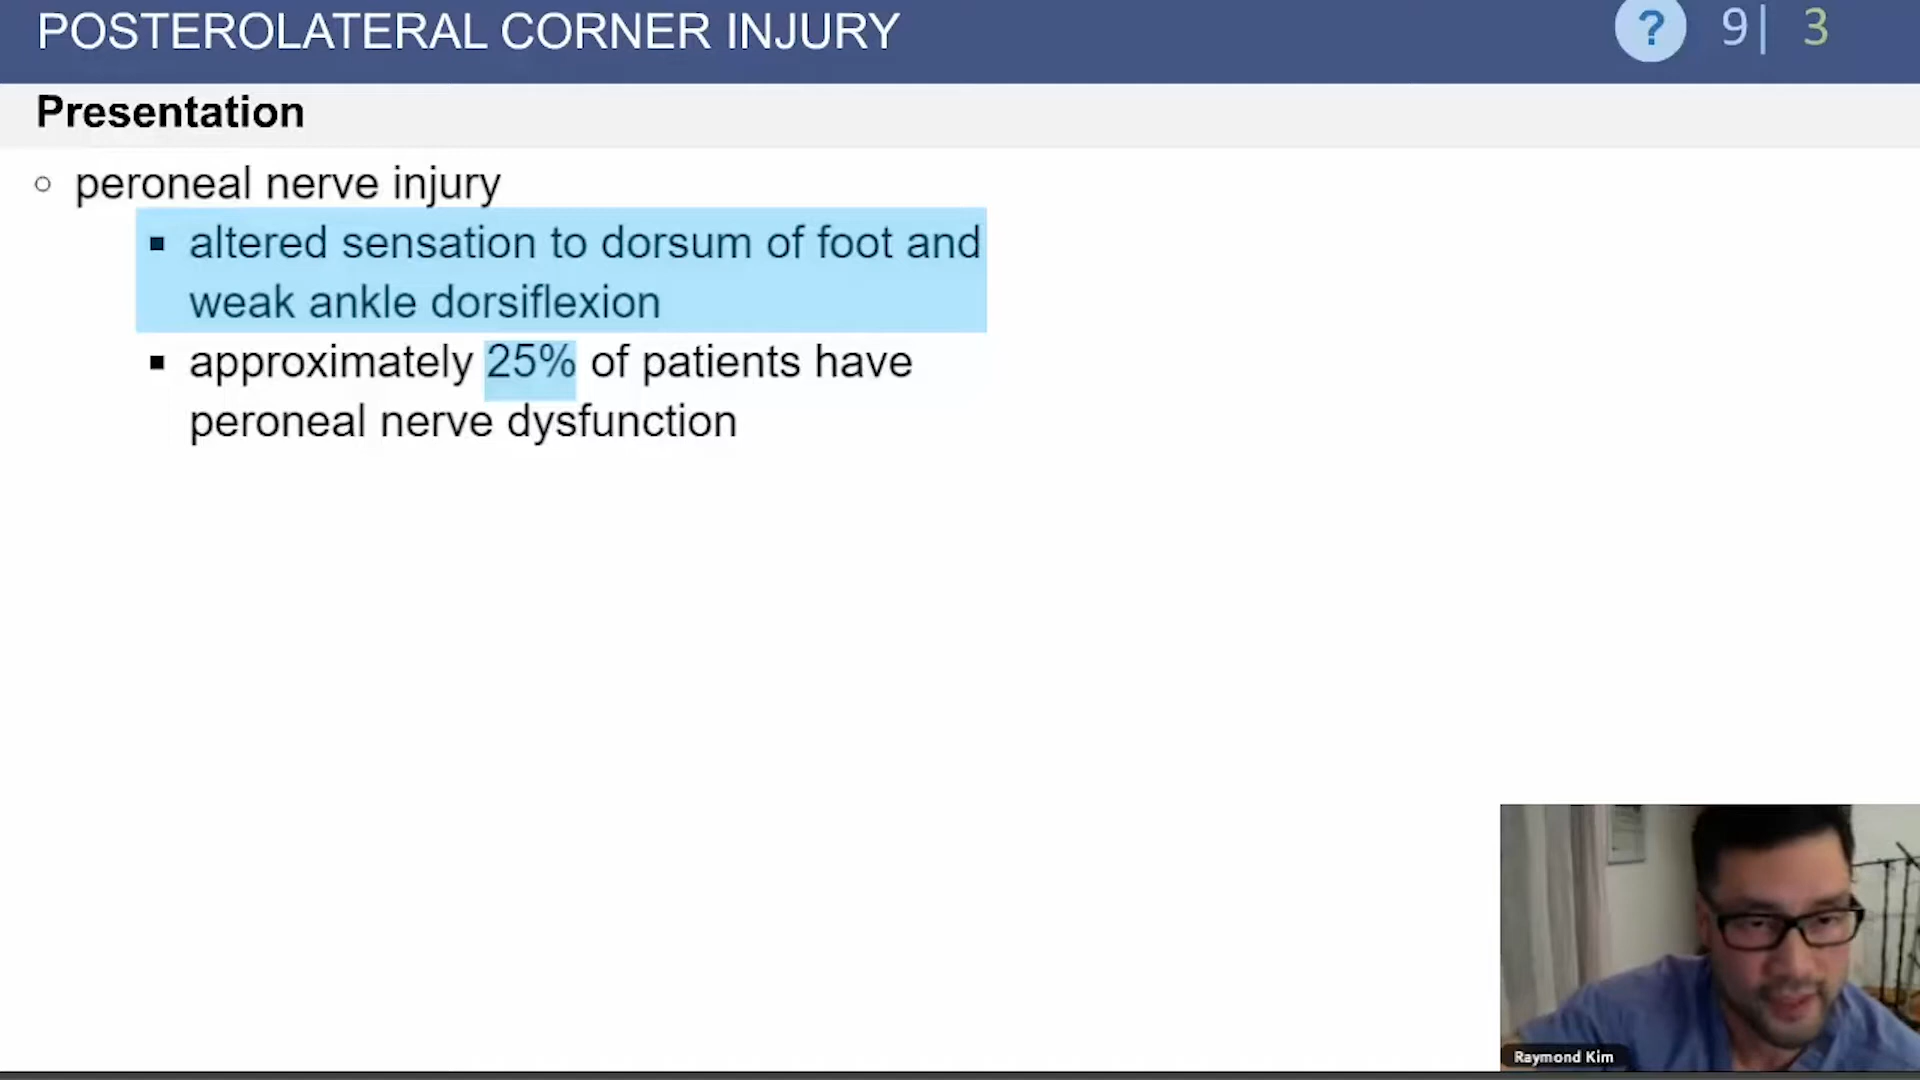 POSTEROLATERAL CORNER INJURY
? 9| 3
Presentation
○ peroneal nerve injury
▪ altered sensation to dorsum of foot and
weak ankle dorsiflexion
▪ approximately 25% of patients have
peroneal nerve dysfunction
Raymond Kim